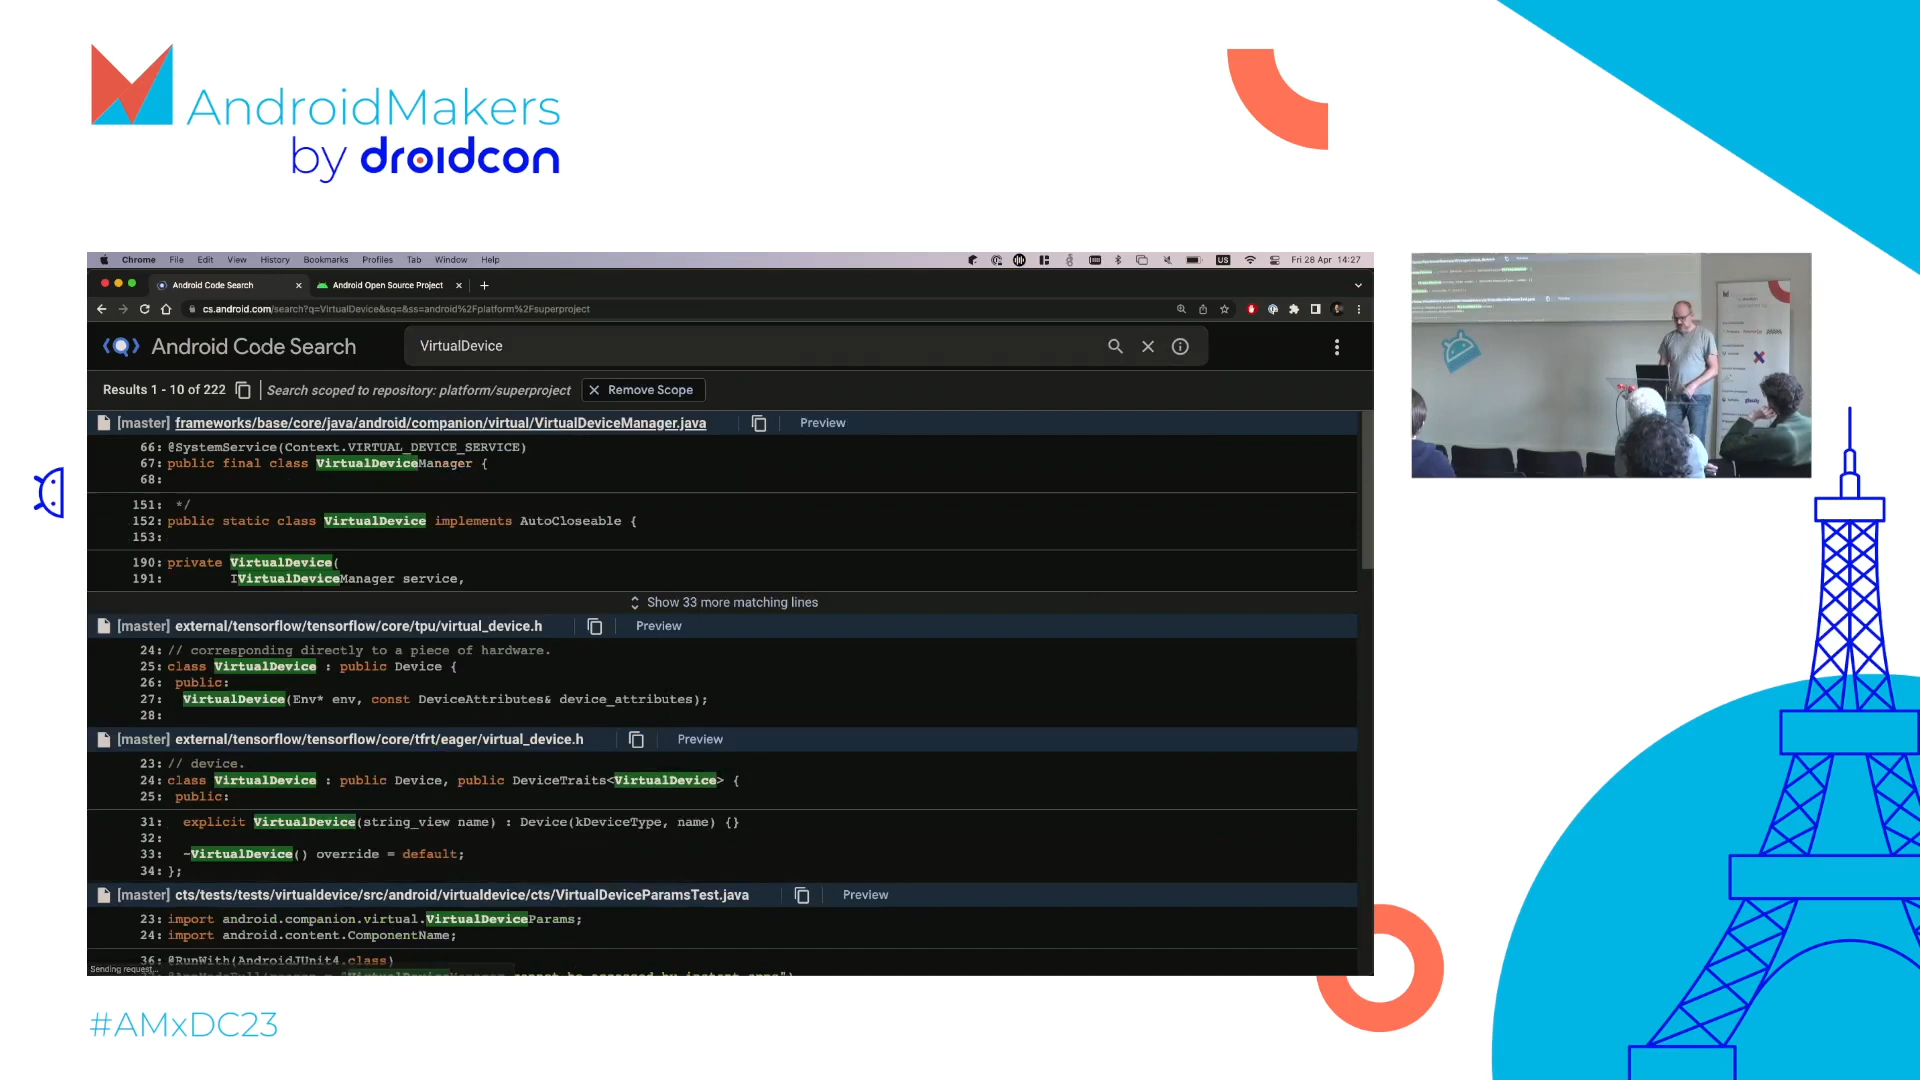 AndroidMakers
by droidcon
Chrome File Edit View History Bookmarks Profiles Tab Window Help US Fri 28 Apr 14:27
Android Code Search Android Open Source Project
cs.android.com/search?q=VirtualDevice&sq=&ss=android%2Fplatform%2Fsuperproject
Android Code Search VirtualDevice
Results 1 - 10 of 222 Search scoped to repository: platform/superproject Remove Scope
[master] frameworks/base/core/java/android/companion/virtual/VirtualDeviceManager.java Preview
66: @SystemService(Context.VIRTUAL_DEVICE_SERVICE)
67: public final class VirtualDeviceManager {
68:
151: */
152: public static class VirtualDevice implements AutoCloseable {
153:
190: private VirtualDevice(
191: IVirtualDeviceManager service,
Show 33 more matching lines
[master] external/tensorflow/tensorflow/core/tpu/virtual_device.h Preview
24: // corresponding directly to a piece of hardware.
25: class VirtualDevice : public Device {
26: public:
27: VirtualDevice(Env* env, const DeviceAttributes& device_attributes);
28:
[master] external/tensorflow/tensorflow/core/tfrt/eager/virtual_device.h Preview
23: // device.
24: class VirtualDevice : public Device, public DeviceTraits<VirtualDevice> {
25: public:
31: explicit VirtualDevice(string_view name) : Device(kDeviceType, name) {}
32:
33: ~VirtualDevice() override = default;
34: };
[master] cts/tests/tests/virtualdevice/src/android/virtualdevice/cts/VirtualDeviceParamsTest.java Preview
23: import android.companion.virtual.VirtualDeviceParams;
24: import android.content.ComponentName;
36: @RunWith(AndroidJUnit4.class)
Sending request...
#AMxDC23